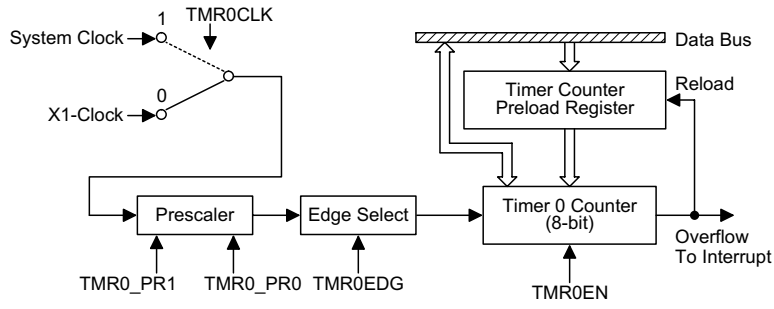 1
TMR0CLK
System Clock
Data Bus
0
X1-Clock
Timer Counter
Preload Register
Reload
Prescaler
Edge Select
Timer 0 Counter
(8-bit)
Overflow
To Interrupt
TMR0_PR1
TMR0_PR0
TMR0EDG
TMR0EN